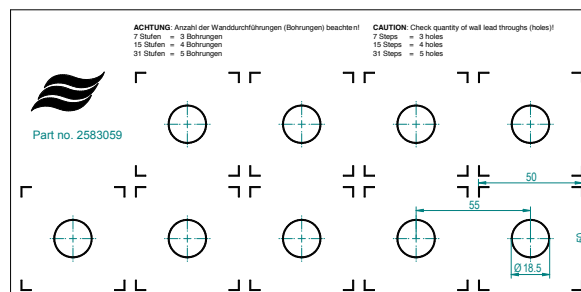 ACHTUNG: Anzahl der Wanddurchführungen (Bohrungen) beachten!
7 Stufen = 3 Bohrungen
15 Stufen = 4 Bohrungen
31 Stufen = 5 Bohrungen
CAUTION: Check quantity of wall lead throughs (holes)!
7 Steps = 3 holes
15 Steps = 4 holes
31 Steps = 5 holes
Part no. 2583059
50
55
50
Ø 18.5